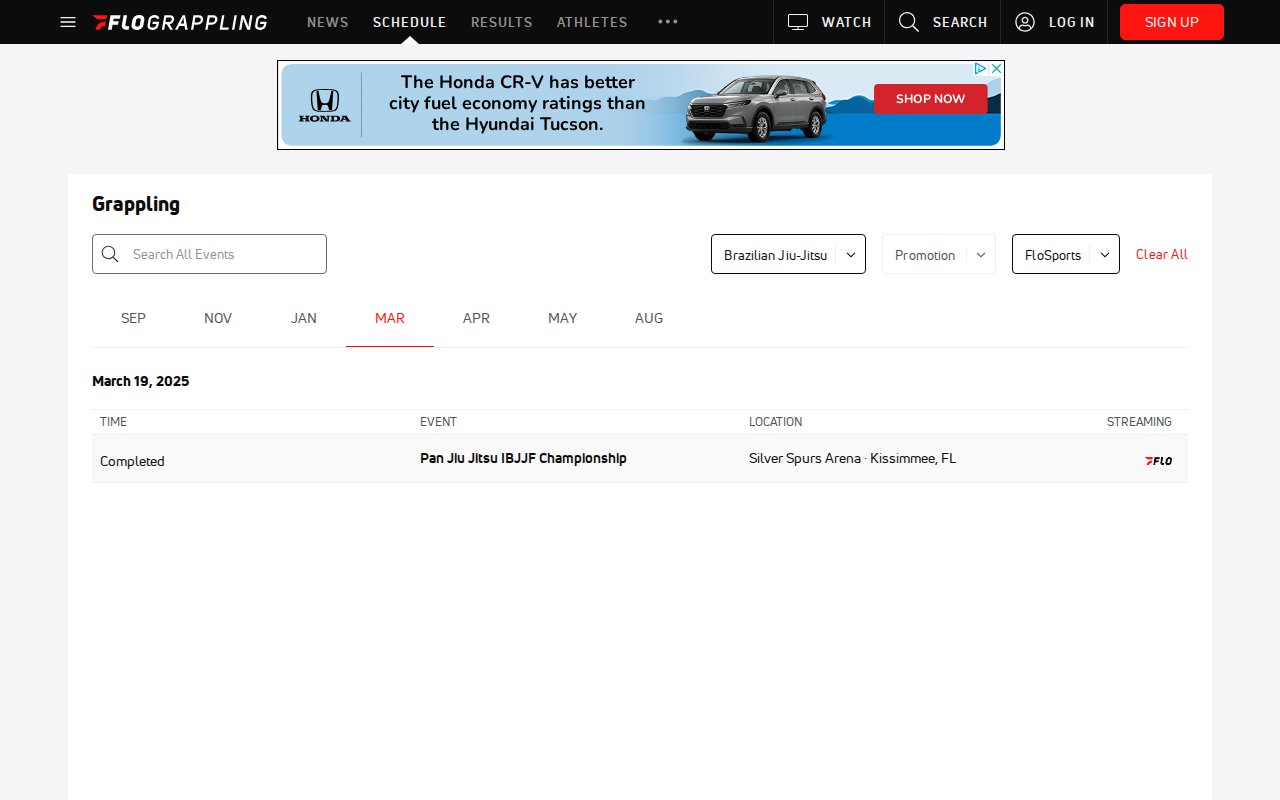 FLOGRAPPLING NEWS SCHEDULE RESULTS ATHLETES WATCH SEARCH LOG IN SIGN UP
The Honda CR-V has better
city fuel economy ratings than
the Hyundai Tucson.
HONDA
SHOP NOW
Grappling
Search All Events Brazilian Jiu-Jitsu Promotion FloSports Clear All
SEP NOV JAN MAR APR MAY AUG
March 19, 2025
TIME EVENT LOCATION STREAMING
Completed Pan Jiu Jitsu IBJJF Championship Silver Spurs Arena · Kissimmee, FL FLO